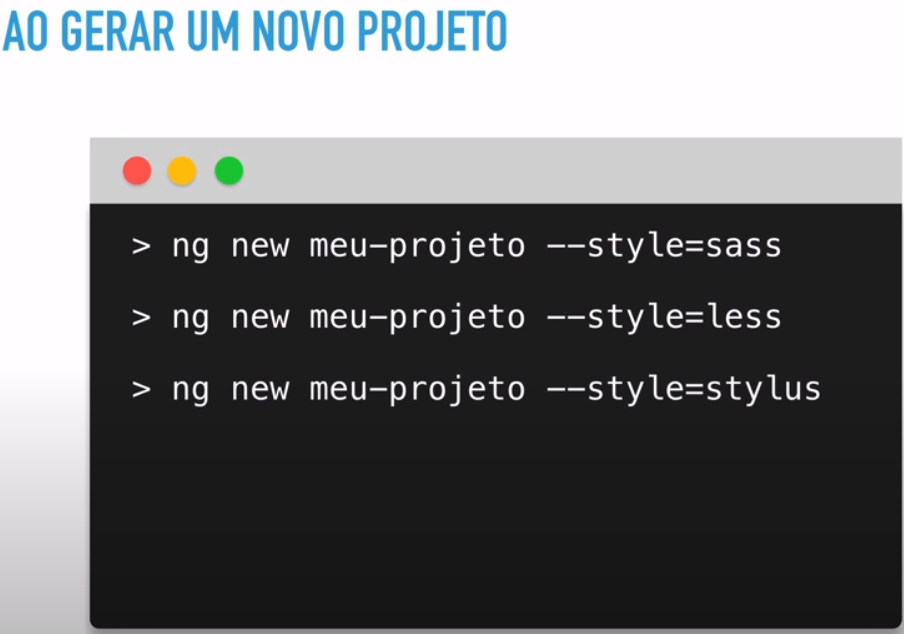 AO GERAR UM NOVO PROJETO
> ng new meu-projeto --style=sass
> ng new meu-projeto --style=less
> ng new meu-projeto --style=stylus